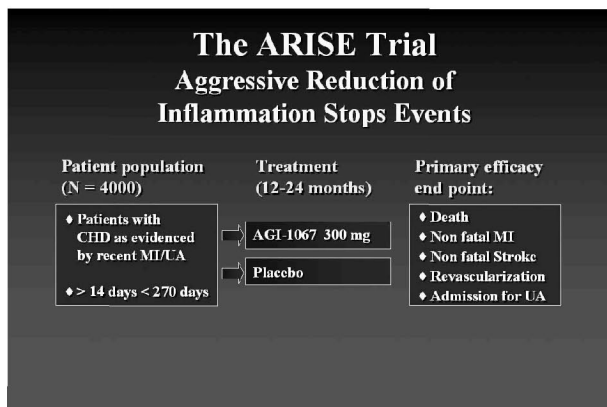 The ARISE Trial
Aggressive Reduction of
Inflammation Stops Events
Patient population
(N = 4000)
♦ Patients with
CHD as evidenced
by recent MI/UA
♦ > 14 days < 270 days
Treatment
(12-24 months)
AGI-1067 300 mg
Placebo
Primary efficacy
end point:
♦ Death
♦ Non fatal MI
♦ Non fatal Stroke
♦ Revascularization
♦ Admission for UA